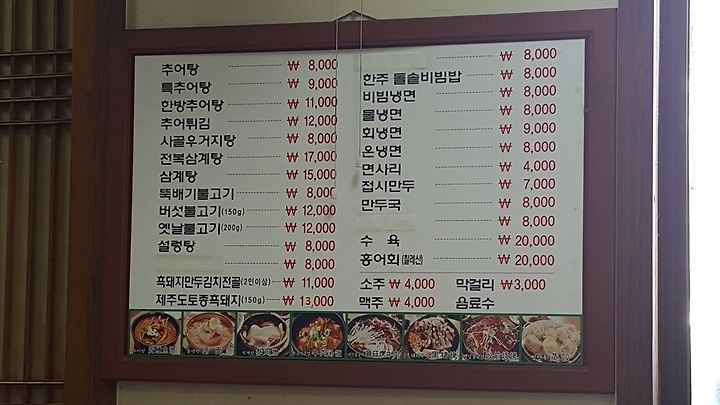 추어탕 ₩ 8,000
특추어탕 ₩ 9,000
한방추어탕 ₩ 11,000
추어튀김 ₩ 12,000
사골우거지탕 ₩ 8,000
전복삼계탕 ₩ 17,000
삼계탕 ₩ 15,000
뚝배기불고기 ₩ 8,000
버섯불고기(150g) ₩ 12,000
옛날불고기(200g) ₩ 12,000
설렁탕 ₩ 8,000
₩ 8,000
흑돼지만두김치전골(2인이상) ₩ 11,000
제주도토종흑돼지(150g) ₩ 13,000
₩ 8,000
한주 돌솥비빔밥 ₩ 8,000
비빔냉면 ₩ 8,000
물냉면 ₩ 8,000
회냉면 ₩ 9,000
온냉면 ₩ 8,000
면사리 ₩ 4,000
접시만두 ₩ 7,000
만두국 ₩ 8,000
₩ 8,000
수 육 ₩ 20,000
홍어회(칠레산) ₩ 20,000
소주 ₩ 4,000 막걸리 ₩3,000
맥주 ₩ 4,000 음료수